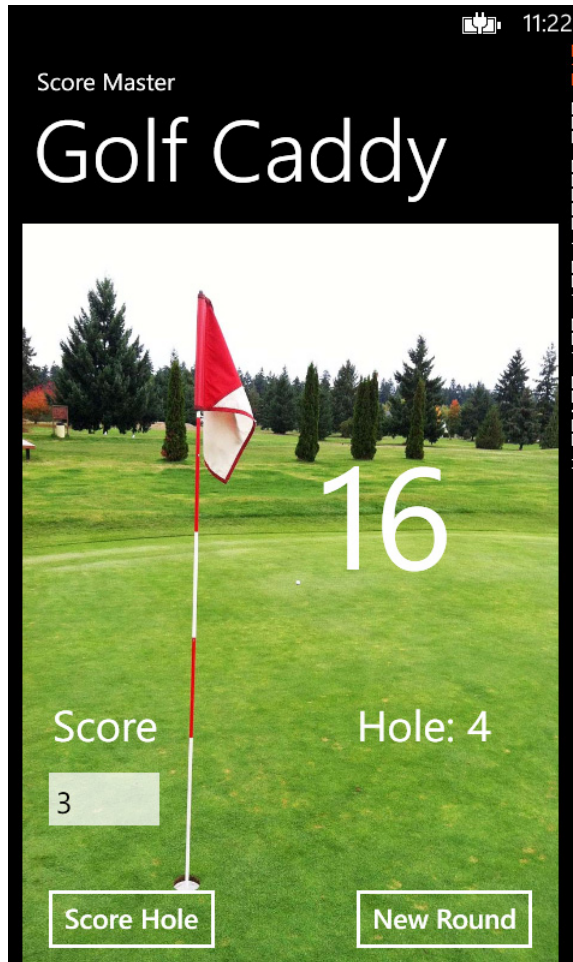 11:22
Score Master
Golf Caddy
16
Score
Hole: 4
3
Score Hole
New Round